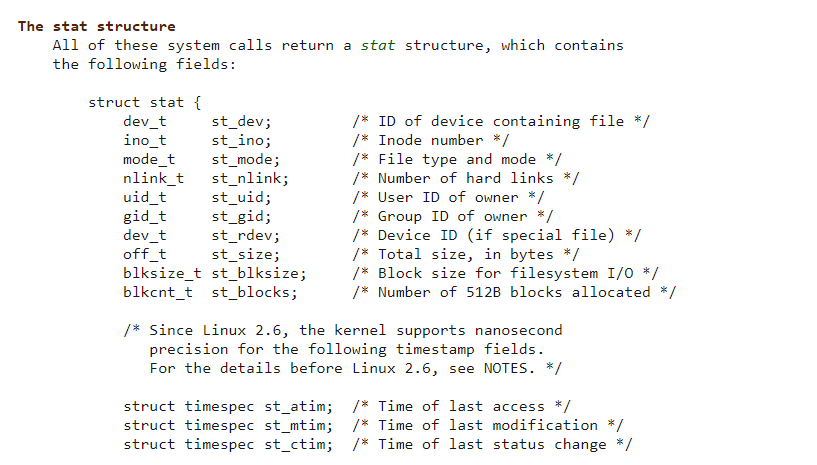 The stat structure
All of these system calls return a stat structure, which contains
the following fields:
struct stat {
dev_t     st_dev;         /* ID of device containing file */
ino_t     st_ino;         /* Inode number */
mode_t    st_mode;        /* File type and mode */
nlink_t   st_nlink;       /* Number of hard links */
uid_t     st_uid;         /* User ID of owner */
gid_t     st_gid;         /* Group ID of owner */
dev_t     st_rdev;        /* Device ID (if special file) */
off_t     st_size;        /* Total size, in bytes */
blksize_t st_blksize;     /* Block size for filesystem I/O */
blkcnt_t  st_blocks;      /* Number of 512B blocks allocated */
/* Since Linux 2.6, the kernel supports nanosecond
precision for the following timestamp fields.
For the details before Linux 2.6, see NOTES. */
struct timespec st_atim;  /* Time of last access */
struct timespec st_mtim;  /* Time of last modification */
struct timespec st_ctim;  /* Time of last status change */